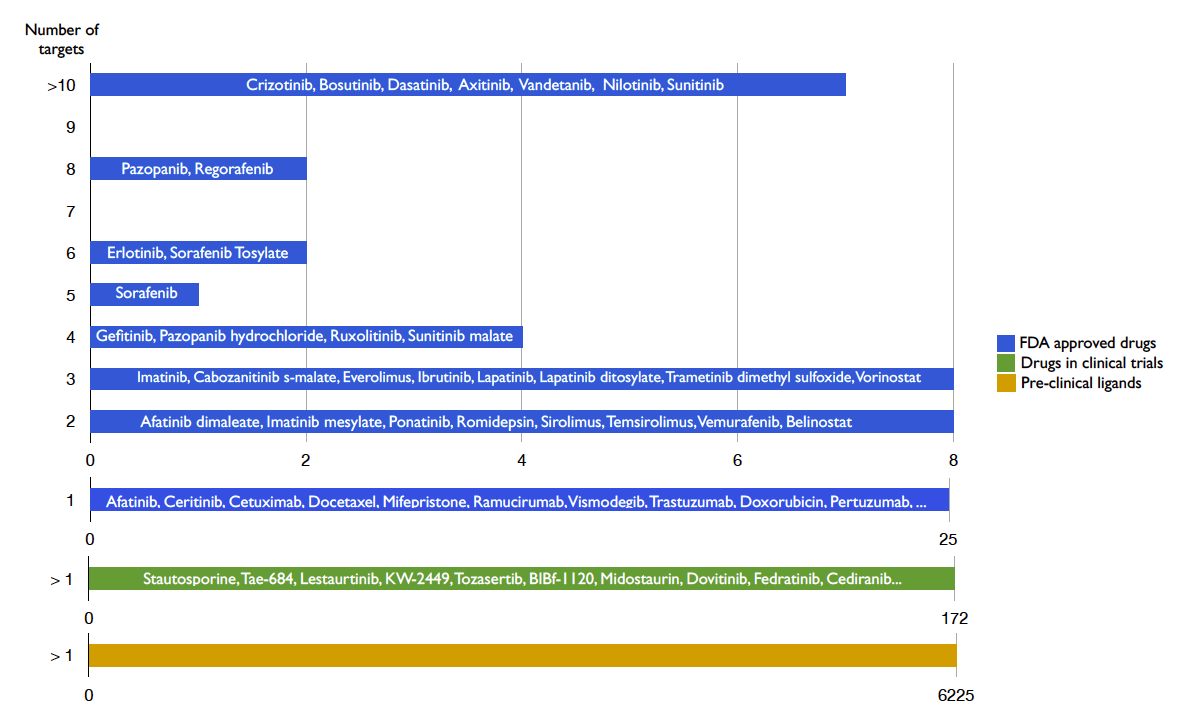 Number of
targets
>10
Crizotinib, Bosutinib, Dasatinib, Axitinib, Vandetanib, Nilotinib, Sunitinib
9
8
Pazopanib, Regorafenib
7
6
Erlotinib, Sorafenib Tosylate
5
Sorafenib
4
Gefitinib, Pazopanib hydrochloride, Ruxolitinib, Sunitinib malate
3
Imatinib, Cabozanitinib s-malate, Everolimus, Ibrutinib, Lapatinib, Lapatinib ditosylate, Trametinib dimethyl sulfoxide, Vorinostat
2
Afatinib dimaleate, Imatinib mesylate, Ponatinib, Romidepsin, Sirolimus, Temsirolimus, Vemurafenib, Belinostat
0 2 4 6 8
1
Afatinib, Ceritinib, Cetuximab, Docetaxel, Mifepristone, Ramucirumab, Vismodegib, Trastuzumab, Doxorubicin, Pertuzumab, ...
0 25
> 1
Stautosporine, Tae-684, Lestaurtinib, KW-2449, Tozasertib, BIBf-1120, Midostaurin, Dovitinib, Fedratinib, Cediranib...
0 172
> 1
0 6225
FDA approved drugs
Drugs in clinical trials
Pre-clinical ligands